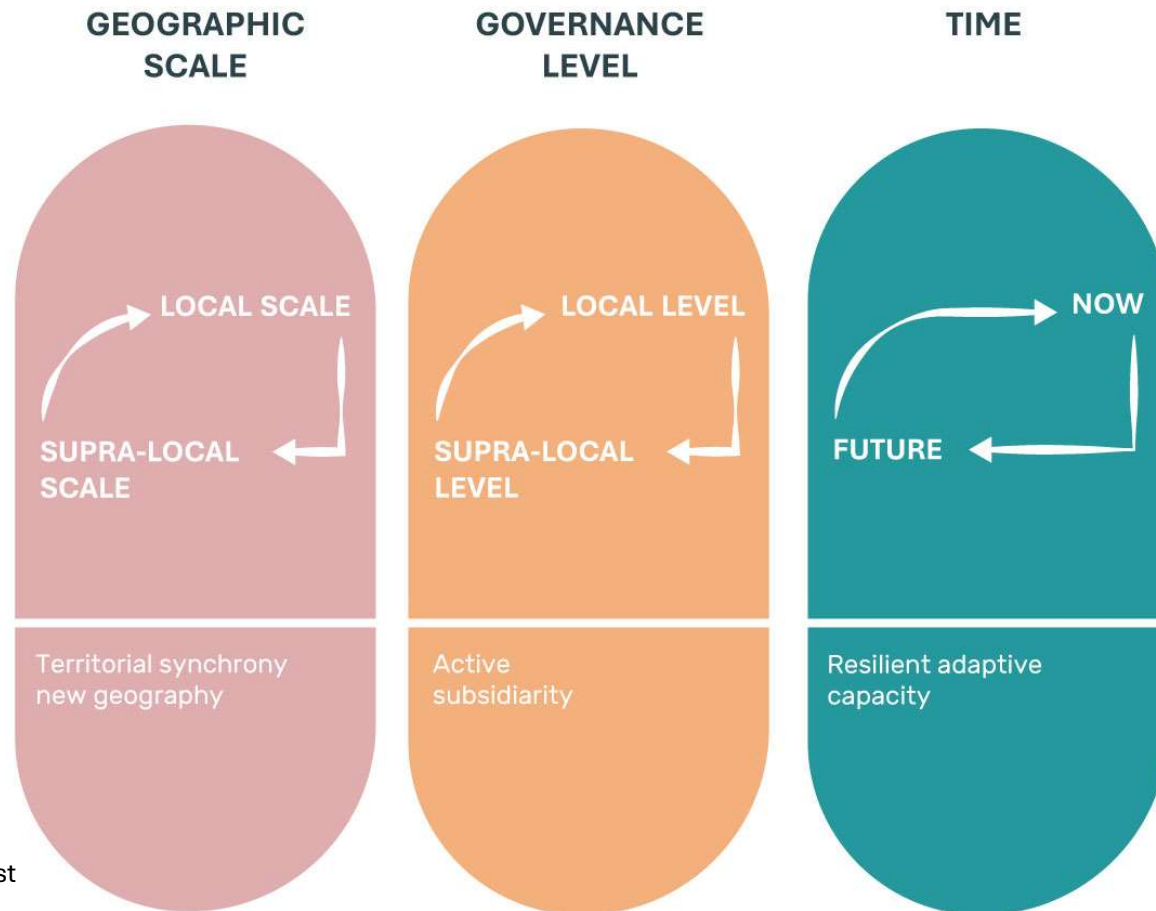 GEOGRAPHIC
SCALE
GOVERNANCE
LEVEL
TIME
LOCAL SCALE
SUPRA-LOCAL
SCALE
Territorial synchrony
new geography
LOCAL LEVEL
SUPRA-LOCAL
LEVEL
Active
subsidiarity
NOW
FUTURE
Resilient adaptive
capacity
st